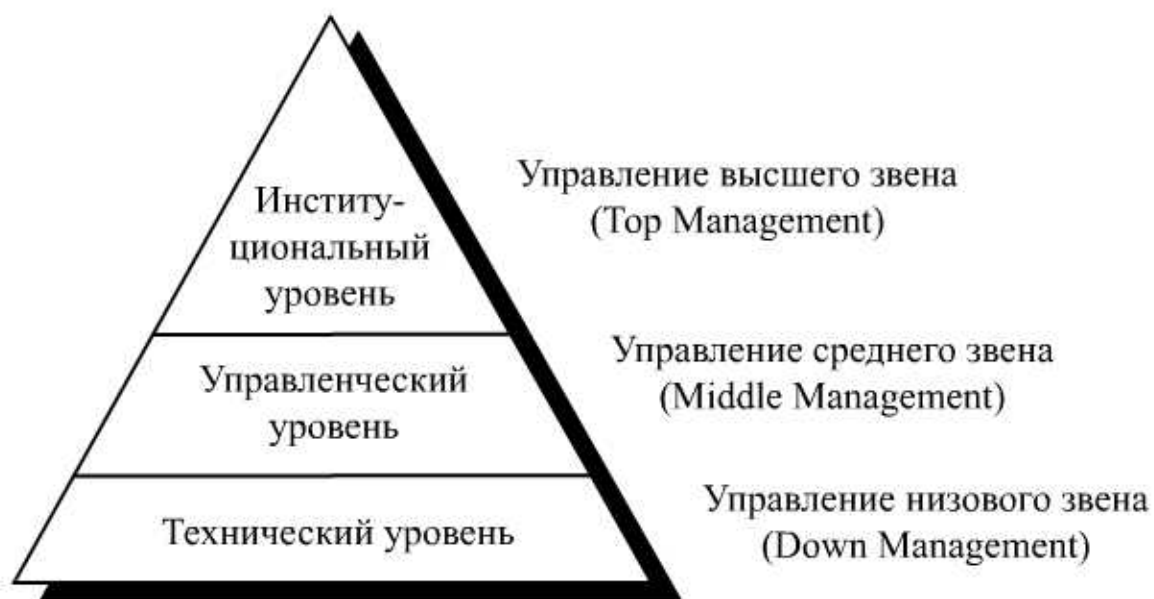 Институ-
циональный
уровень
Управление высшего звена
(Top Management)
Управленческий
уровень
Управление среднего звена
(Middle Management)
Технический уровень
Управление низового звена
(Down Management)